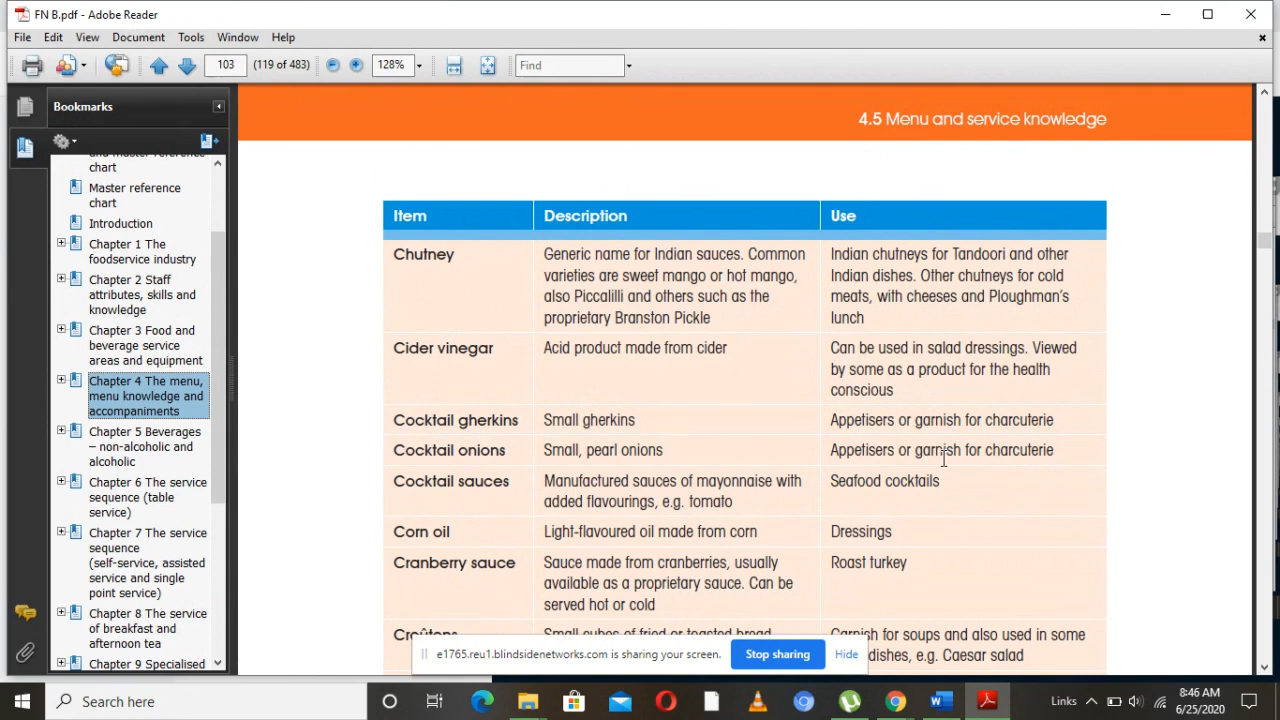 FN B.pdf - Adobe Reader
File Edit View Document Tools Window Help
103 (119 of 483) 128% Find
Bookmarks
and master reference
chart
Master reference
chart
Introduction
Chapter 1 The
foodservice industry
Chapter 2 Staff
attributes, skills and
knowledge
Chapter 3 Food and
beverage service
areas and equipment
Chapter 4 The menu,
menu knowledge and
accompaniments
Chapter 5 Beverages
– non-alcoholic and
alcoholic
Chapter 6 The service
sequence (table
service)
Chapter 7 The service
sequence
(self-service, assisted
service and single
point service)
Chapter 8 The service
of breakfast and
afternoon tea
Chapter 9 Specialised
4.5 Menu and service knowledge
Item Description Use
Chutney
Generic name for Indian sauces. Common
varieties are sweet mango or hot mango,
also Piccalilli and others such as the
proprietary Branston Pickle
Indian chutneys for Tandoori and other
Indian dishes. Other chutneys for cold
meats, with cheeses and Ploughman's
lunch
Cider vinegar
Acid product made from cider
Can be used in salad dressings. Viewed
by some as a product for the health
conscious
Cocktail gherkins
Small gherkins
Appetisers or garnish for charcuterie
Cocktail onions
Small, pearl onions
Appetisers or garnish for charcuterie
Cocktail sauces
Manufactured sauces of mayonnaise with
added flavourings, e.g. tomato
Seafood cocktails
Corn oil
Light-flavoured oil made from corn
Dressings
Cranberry sauce
Sauce made from cranberries, usually
available as a proprietary sauce. Can be
served hot or cold
Roast turkey
Croûtons
Small cubes of fried or toasted bread
Garnish for soups and also used in some
dishes, e.g. Caesar salad
e1765.reu1.blindsidenetworks.com is sharing your screen. Stop sharing Hide
Search here
Links
8:46 AM
6/25/2020